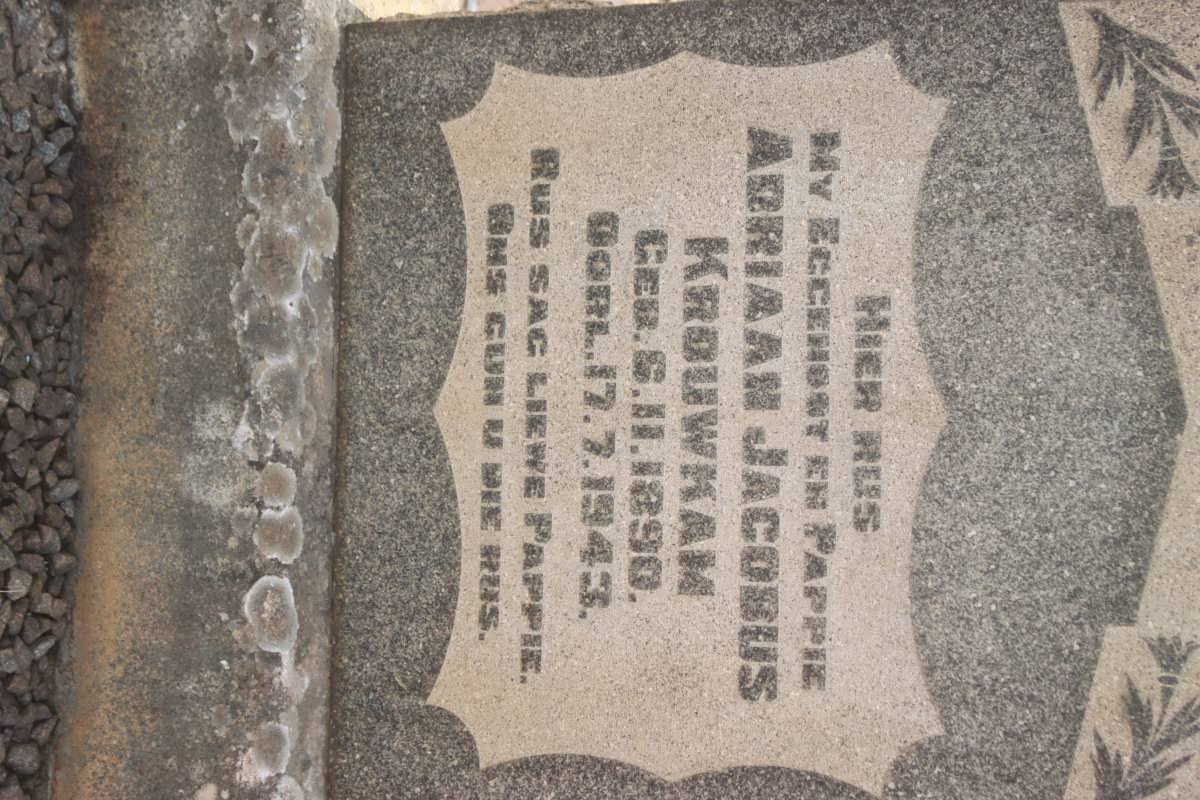 HIER RUS
MY EGGENOOT EN PAPPIE
ADRIAAN JACOBUS
KROUWKAM
GEB. 6.11.1890.
OORL. 17.7.1943.
RUS SAG LIEWE PAPPIE.
ONS GUN U DIE RUS.